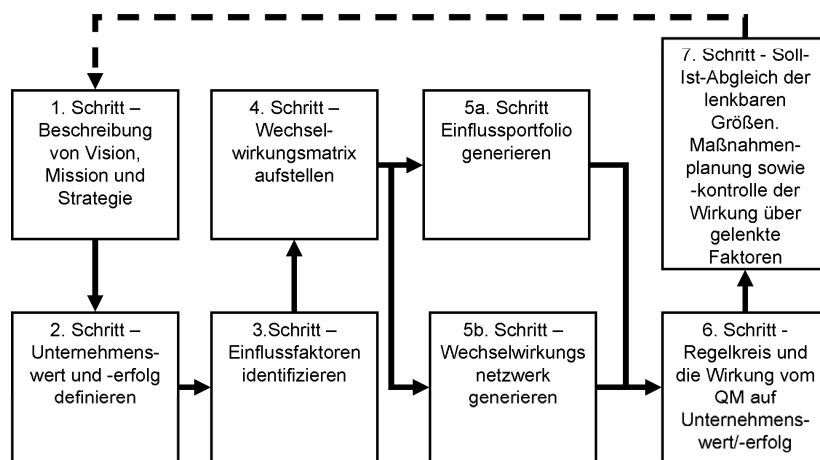 1. Schritt –
Beschreibung
von Vision,
Mission und
Strategie
2. Schritt –
Unternehmens-
wert und -erfolg
definieren
3.Schritt –
Einflussfaktoren
identifizieren
4. Schritt –
Wechsel-
wirkungsmatrix
aufstellen
5a. Schritt
Einflussportfolio
generieren
5b. Schritt –
Wechselwirkungs
netzwerk
generieren
6. Schritt -
Regelkreis und
die Wirkung vom
QM auf
Unternehmens-
wert/-erfolg
7. Schritt - Soll-
Ist-Abgleich der
lenkbaren
Größen.
Maßnahmen-
planung sowie
-kontrolle der
Wirkung über
gelenkte
Faktoren